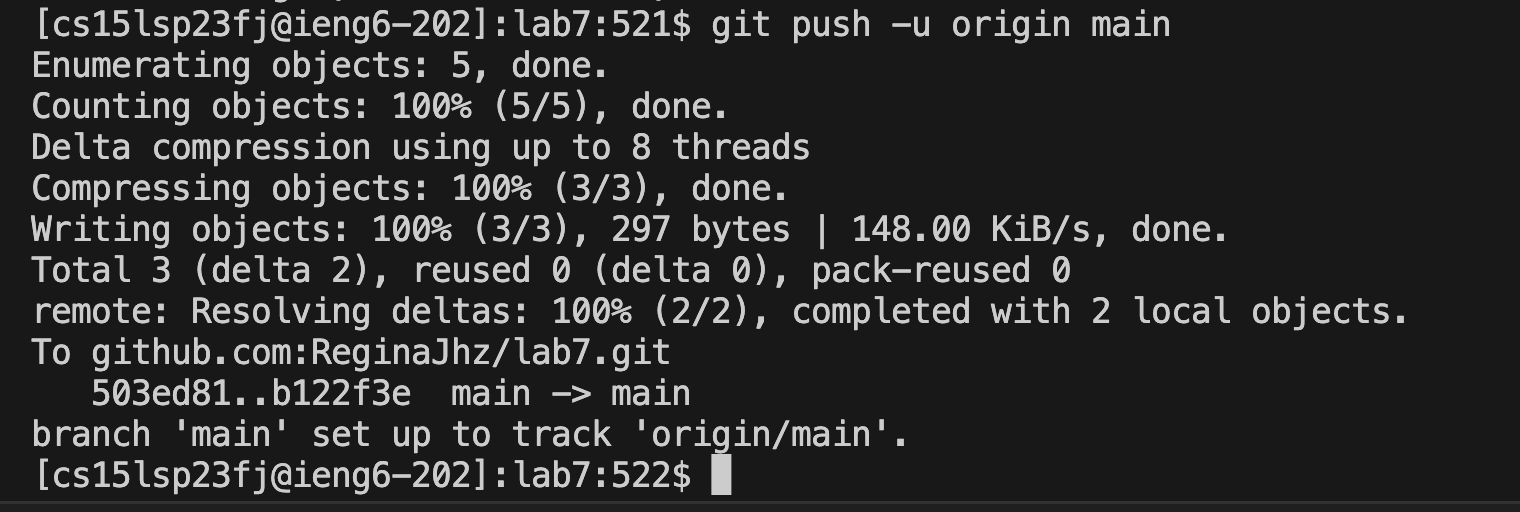 [cs15lsp23fj@ieng6-202]:lab7:521$ git push -u origin main
Enumerating objects: 5, done.
Counting objects: 100% (5/5), done.
Delta compression using up to 8 threads
Compressing objects: 100% (3/3), done.
Writing objects: 100% (3/3), 297 bytes | 148.00 KiB/s, done.
Total 3 (delta 2), reused 0 (delta 0), pack-reused 0
remote: Resolving deltas: 100% (2/2), completed with 2 local objects.
To github.com:ReginaJhz/lab7.git
   503ed81..b122f3e  main -> main
branch 'main' set up to track 'origin/main'.
[cs15lsp23fj@ieng6-202]:lab7:522$